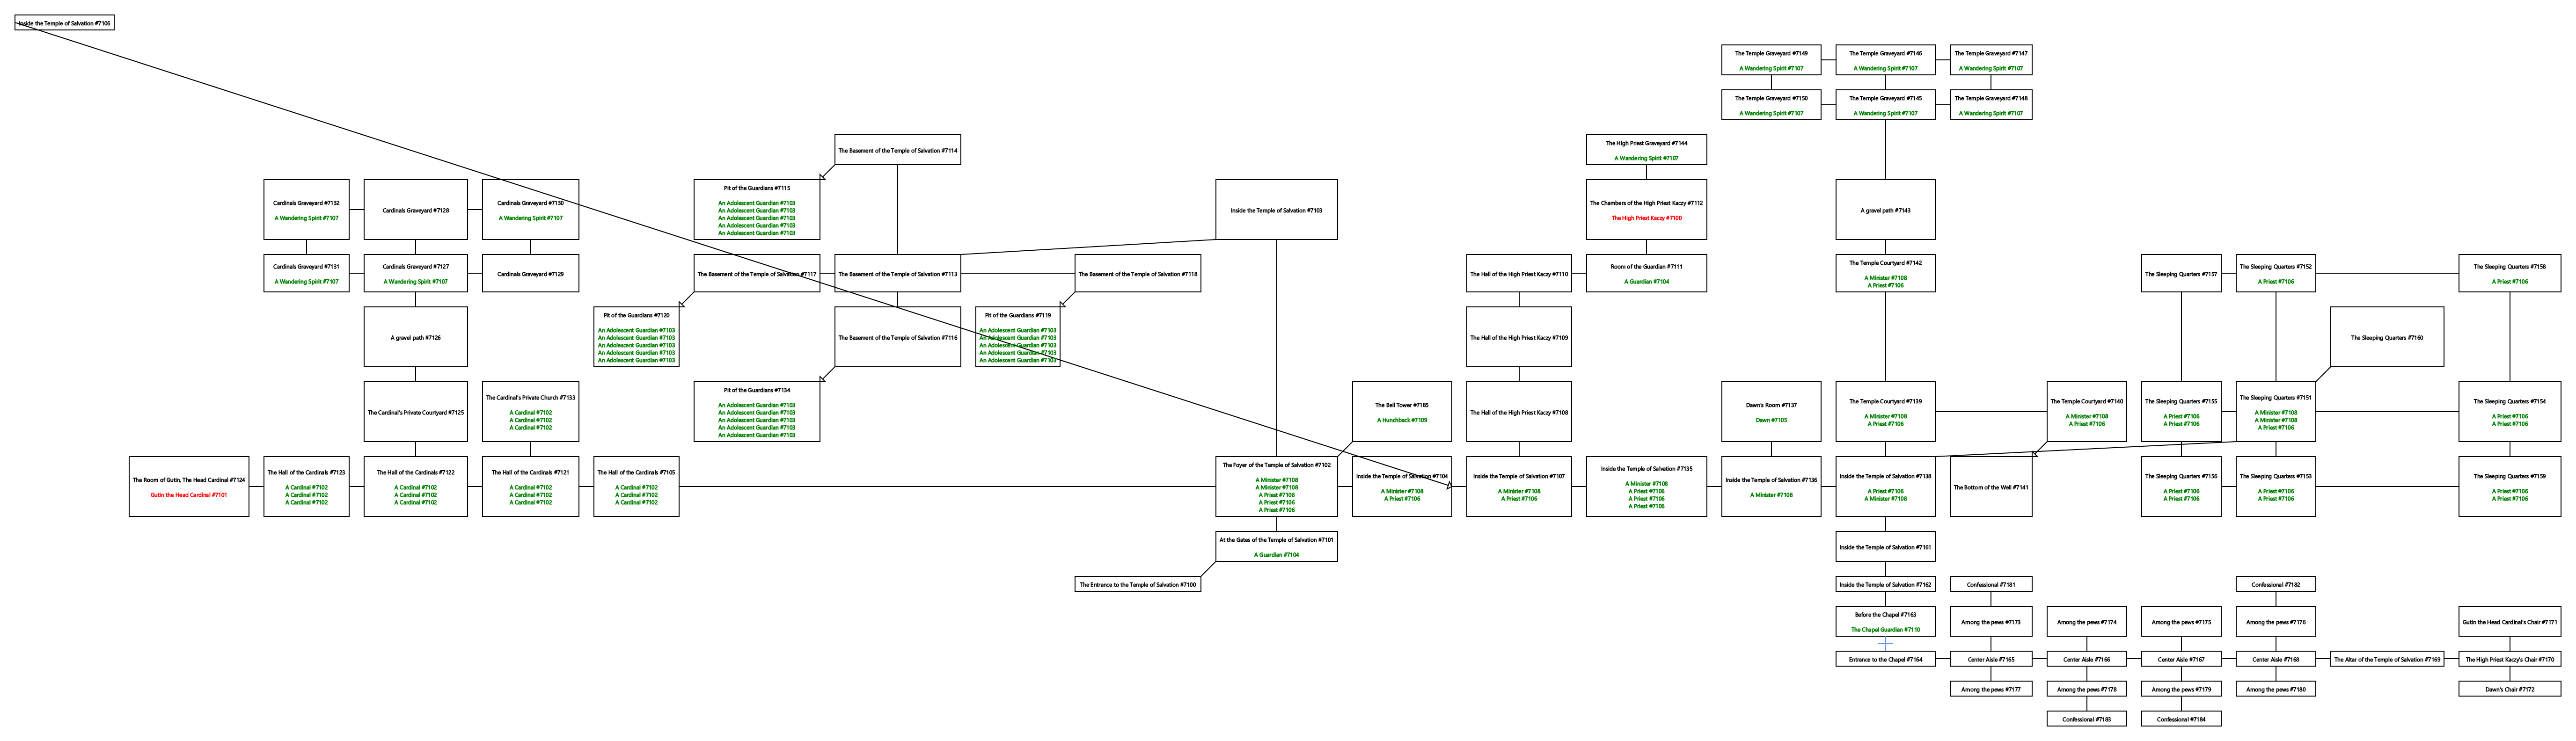 Inside the Temple of Salvation #7106
The Temple Graveyard #7149
A Wandering Spirit #7107
The Temple Graveyard #7146
A Wandering Spirit #7107
The Temple Graveyard #7147
A Wandering Spirit #7107
The Temple Graveyard #7150
A Wandering Spirit #7107
The Temple Graveyard #7145
A Wandering Spirit #7107
The Temple Graveyard #7148
A Wandering Spirit #7107
The Basement of the Temple of Salvation #7114
The High Priest Graveyard #7144
A Wandering Spirit #7107
Cardinals Graveyard #7132
A Wandering Spirit #7107
Cardinals Graveyard #7128
Cardinals Graveyard #7130
A Wandering Spirit #7107
Pit of the Guardians #7115
An Adolescent Guardian #7103
An Adolescent Guardian #7103
An Adolescent Guardian #7103
An Adolescent Guardian #7103
An Adolescent Guardian #7103
Inside the Temple of Salvation #7103
The Chambers of the High Priest Kaczy #7112
The High Priest Kaczy #7100
A gravel path #7143
Cardinals Graveyard #7131
A Wandering Spirit #7107
Cardinals Graveyard #7127
A Wandering Spirit #7107
Cardinals Graveyard #7129
The Basement of the Temple of Salvation #7117
The Basement of the Temple of Salvation #7113
The Basement of the Temple of Salvation #7118
The Hall of the High Priest Kaczy #7110
Room of the Guardian #7111
A Guardian #7104
The Temple Courtyard #7142
A Minister #7108
A Priest #7106
The Sleeping Quarters #7157
The Sleeping Quarters #7152
A Priest #7106
The Sleeping Quarters #7158
A Priest #7106
A gravel path #7126
Pit of the Guardians #7120
An Adolescent Guardian #7103
An Adolescent Guardian #7103
An Adolescent Guardian #7103
An Adolescent Guardian #7103
An Adolescent Guardian #7103
The Basement of the Temple of Salvation #7116
Pit of the Guardians #7119
An Adolescent Guardian #7103
An Adolescent Guardian #7103
An Adolescent Guardian #7103
An Adolescent Guardian #7103
An Adolescent Guardian #7103
The Hall of the High Priest Kaczy #7109
The Sleeping Quarters #7160
The Cardinal's Private Courtyard #7125
The Cardinal's Private Church #7133
A Cardinal #7102
A Cardinal #7102
A Cardinal #7102
Pit of the Guardians #7134
An Adolescent Guardian #7103
An Adolescent Guardian #7103
An Adolescent Guardian #7103
An Adolescent Guardian #7103
An Adolescent Guardian #7103
The Bell Tower #7185
A Hunchback #7109
The Hall of the High Priest Kaczy #7108
Dawn's Room #7137
Dawn #7105
The Temple Courtyard #7139
A Minister #7108
A Priest #7106
The Temple Courtyard #7140
A Minister #7108
A Priest #7106
The Sleeping Quarters #7155
A Priest #7106
A Priest #7106
The Sleeping Quarters #7151
A Minister #7108
A Minister #7108
A Priest #7106
The Sleeping Quarters #7154
A Priest #7106
A Priest #7106
The Room of Gutin, The Head Cardinal #7124
Gutin the Head Cardinal #7101
The Hall of the Cardinals #7123
A Cardinal #7102
A Cardinal #7102
A Cardinal #7102
The Hall of the Cardinals #7122
A Cardinal #7102
A Cardinal #7102
A Cardinal #7102
The Hall of the Cardinals #7121
A Cardinal #7102
A Cardinal #7102
A Cardinal #7102
The Hall of the Cardinals #7105
A Cardinal #7102
A Cardinal #7102
A Cardinal #7102
The Foyer of the Temple of Salvation #7102
A Minister #7108
A Minister #7108
A Priest #7106
A Priest #7106
A Priest #7106
Inside the Temple of Salvation #7104
A Minister #7108
A Priest #7106
Inside the Temple of Salvation #7107
A Minister #7108
A Priest #7106
Inside the Temple of Salvation #7135
A Minister #7108
A Priest #7106
A Priest #7106
A Priest #7106
Inside the Temple of Salvation #7136
A Minister #7108
Inside the Temple of Salvation #7138
A Priest #7106
A Minister #7108
The Bottom of the Well #7141
The Sleeping Quarters #7156
A Priest #7106
A Priest #7106
The Sleeping Quarters #7153
A Priest #7106
A Priest #7106
The Sleeping Quarters #7159
A Priest #7106
A Priest #7106
At the Gates of the Temple of Salvation #7101
A Guardian #7104
Inside the Temple of Salvation #7161
The Entrance to the Temple of Salvation #7100
Inside the Temple of Salvation #7162
Confessional #7181
Confessional #7182
Before the Chapel #7163
The Chapel Guardian #7110
Among the pews #7173
Among the pews #7174
Among the pews #7175
Among the pews #7176
Gutin the Head Cardinal's Chair #7171
Entrance to the Chapel #7164
Center Aisle #7165
Center Aisle #7166
Center Aisle #7167
Center Aisle #7168
The Altar of the Temple of Salvation #7169
The High Priest Kaczy's Chair #7170
Among the pews #7177
Among the pews #7178
Among the pews #7179
Among the pews #7180
Dawn's Chair #7172
Confessional #7183
Confessional #7184